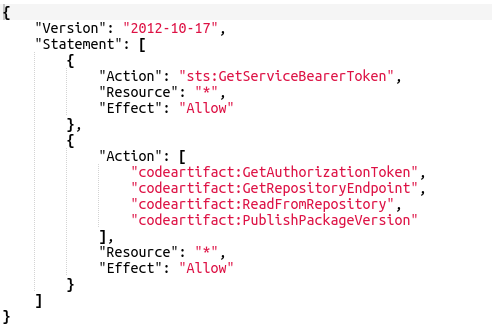 {
    "Version": "2012-10-17",
    "Statement": [
        {
            "Action": "sts:GetServiceBearerToken",
            "Resource": "*",
            "Effect": "Allow"
        },
        {
            "Action": [
                "codeartifact:GetAuthorizationToken",
                "codeartifact:GetRepositoryEndpoint",
                "codeartifact:ReadFromRepository",
                "codeartifact:PublishPackageVersion"
            ],
            "Resource": "*",
            "Effect": "Allow"
        }
    ]
}